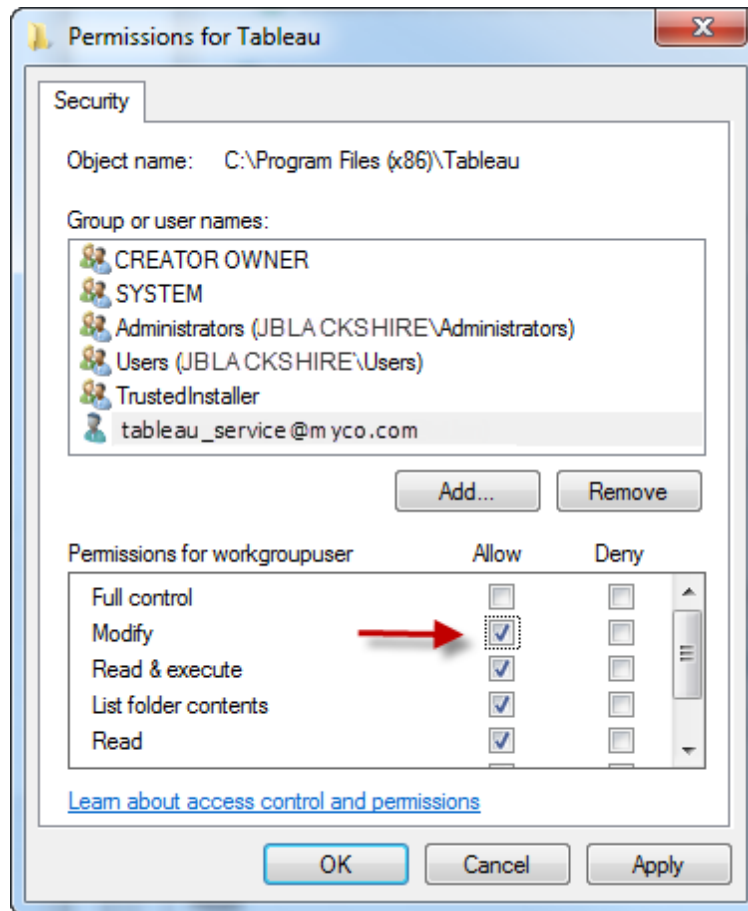 Permissions for Tableau
Security
Object name: C:\Program Files (x86)\Tableau
Group or user names:
CREATOR OWNER
SYSTEM
Administrators (JBLACKSHIRE\Administrators)
Users (JBLACKSHIRE\Users)
TrustedInstaller
tableau_service@myco.com
Add... Remove
Permissions for workgroupuser Allow Deny
Full control
Modify
Read & execute
List folder contents
Read
Learn about access control and permissions
OK Cancel Apply